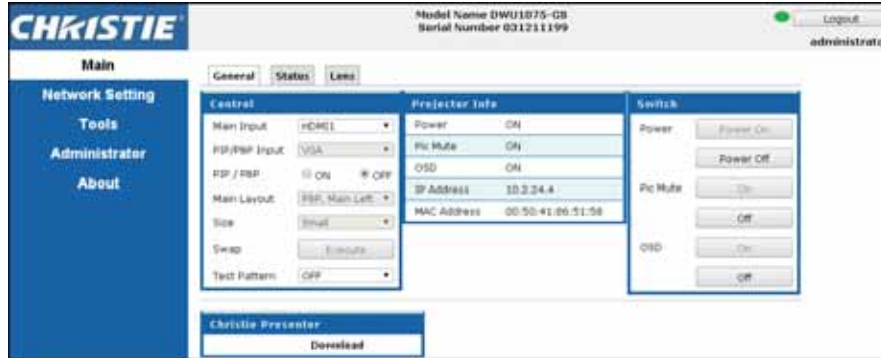 CHRISTIE
Model Name DWU1075-GS
Serial Number 031211199
Logout
administrato
Main
Network Setting
Tools
Administrator
About
General Status Lens
Control
Main Input HDMI1
PIP/PBP Input VGA
PIP / PBP ON OFF
Main Layout PBP, Main Left
Size Small
Swap Execute
Test Pattern OFF
Projector Info
Power ON
Pic Mute ON
OSD ON
IP Address 10.2.24.4
MAC Address 00:50:41:86:51:58
Switch
Power Power On
Power Off
Pic Mute On
Off
OSD On
Off
Christie Presenter
Download